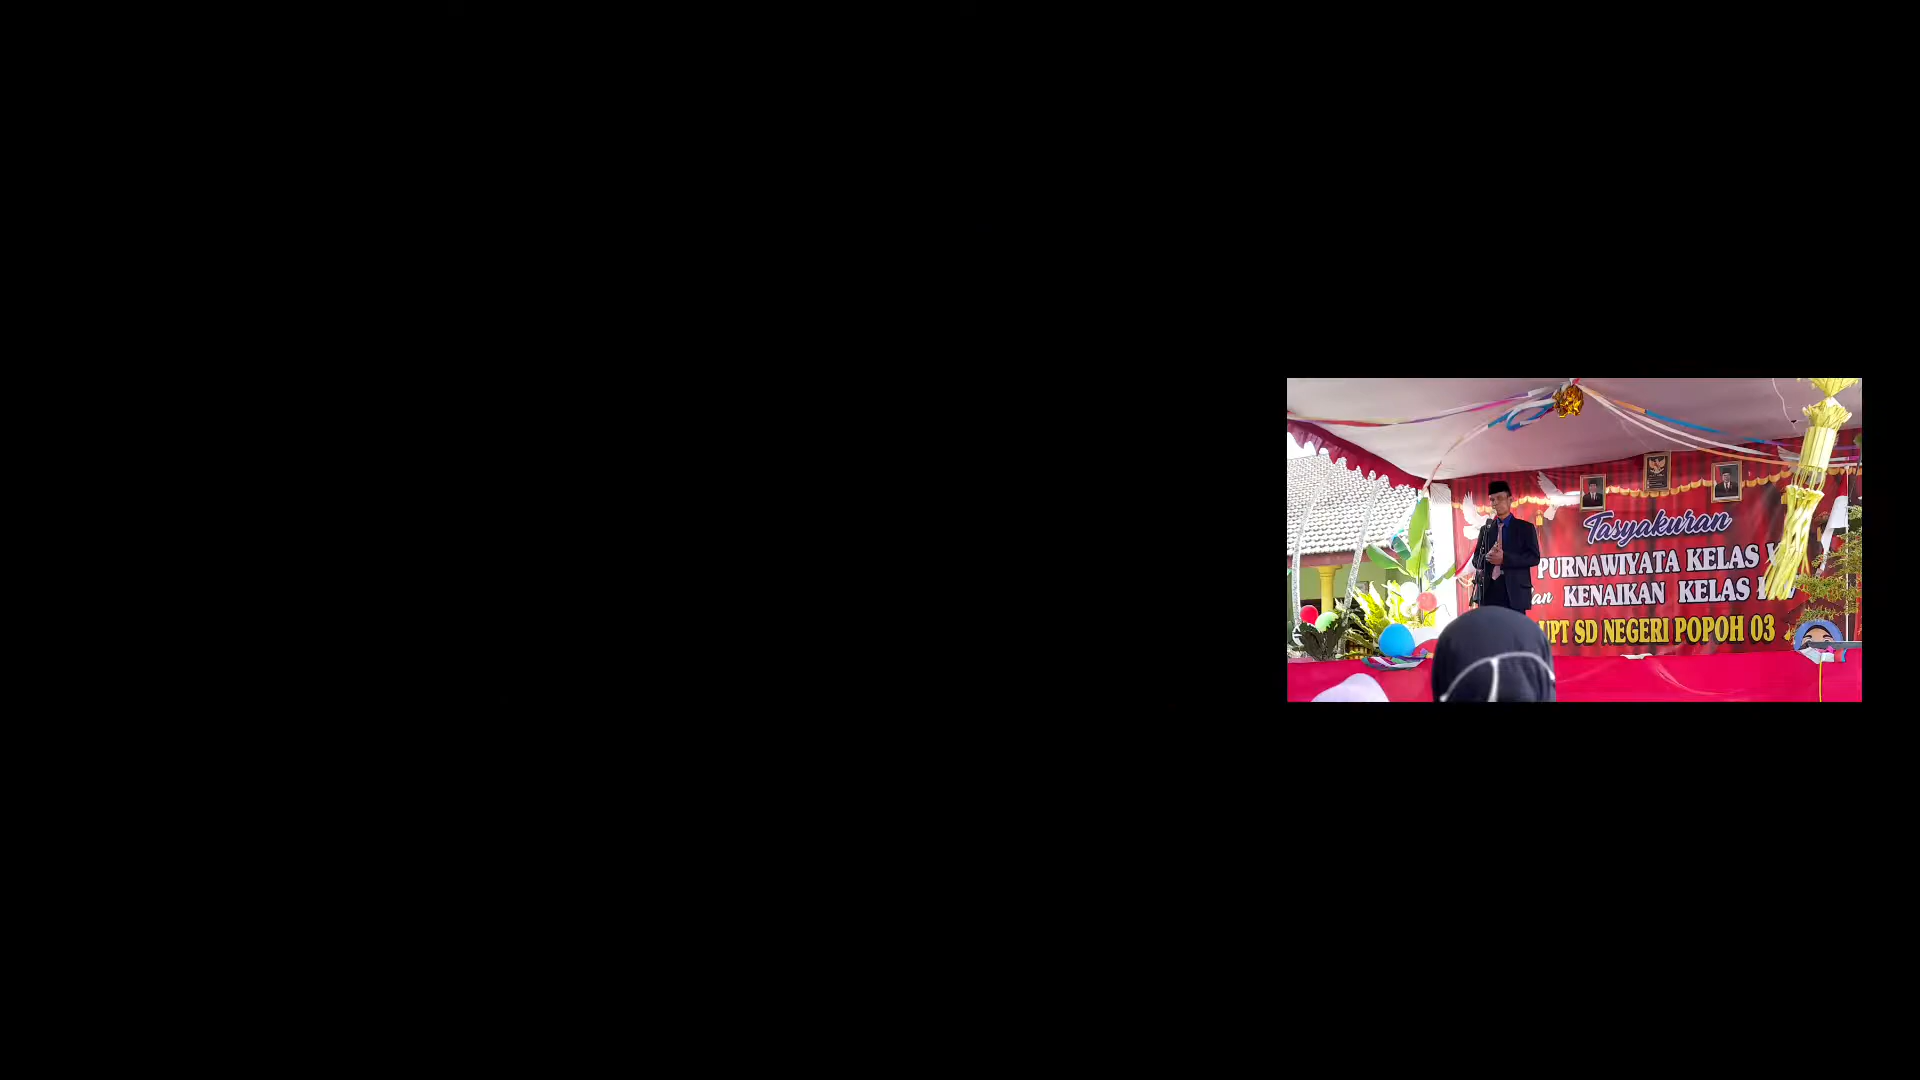 Tasyakuran
PURNAWIYATA KELAS
KENAIKAN KELAS
UPT SD NEGERI POPOH 03